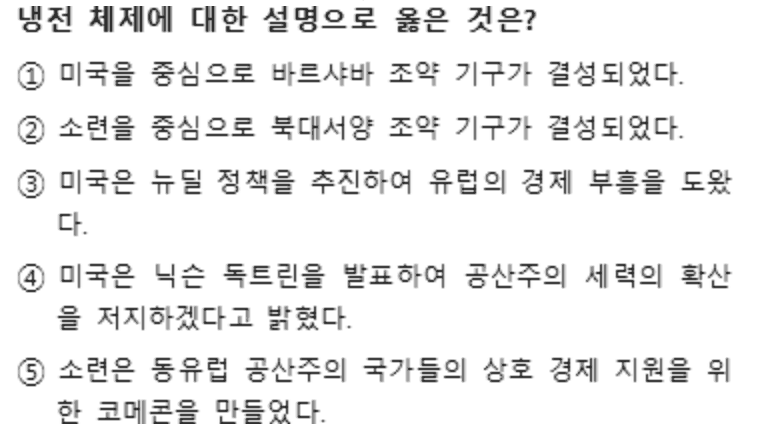 냉전 체제에 대한 설명으로 옳은 것은?
① 미국을 중심으로 바르샤바 조약 기구가 결성되었다.
② 소련을 중심으로 북대서양 조약 기구가 결성되었다.
③ 미국은 뉴딜 정책을 추진하여 유럽의 경제 부흥을 도왔
다.
④ 미국은 닉슨 독트린을 발표하여 공산주의 세력의 확산
을 저지하겠다고 밝혔다.
⑤ 소련은 동유럽 공산주의 국가들의 상호 경제 지원을 위
한 코메콘을 만들었다.